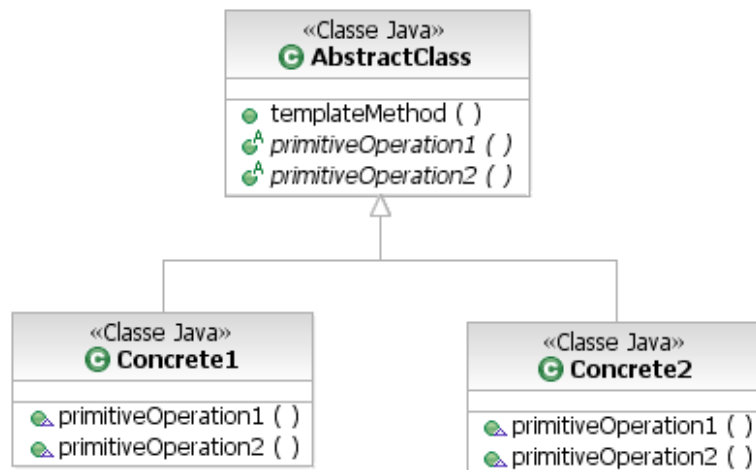 «Classe Java»
AbstractClass
templateMethod ( )
primitiveOperation1 ( )
primitiveOperation2 ( )
«Classe Java»
Concrete1
primitiveOperation1 ( )
primitiveOperation2 ( )
«Classe Java»
Concrete2
primitiveOperation1 ( )
primitiveOperation2 ( )